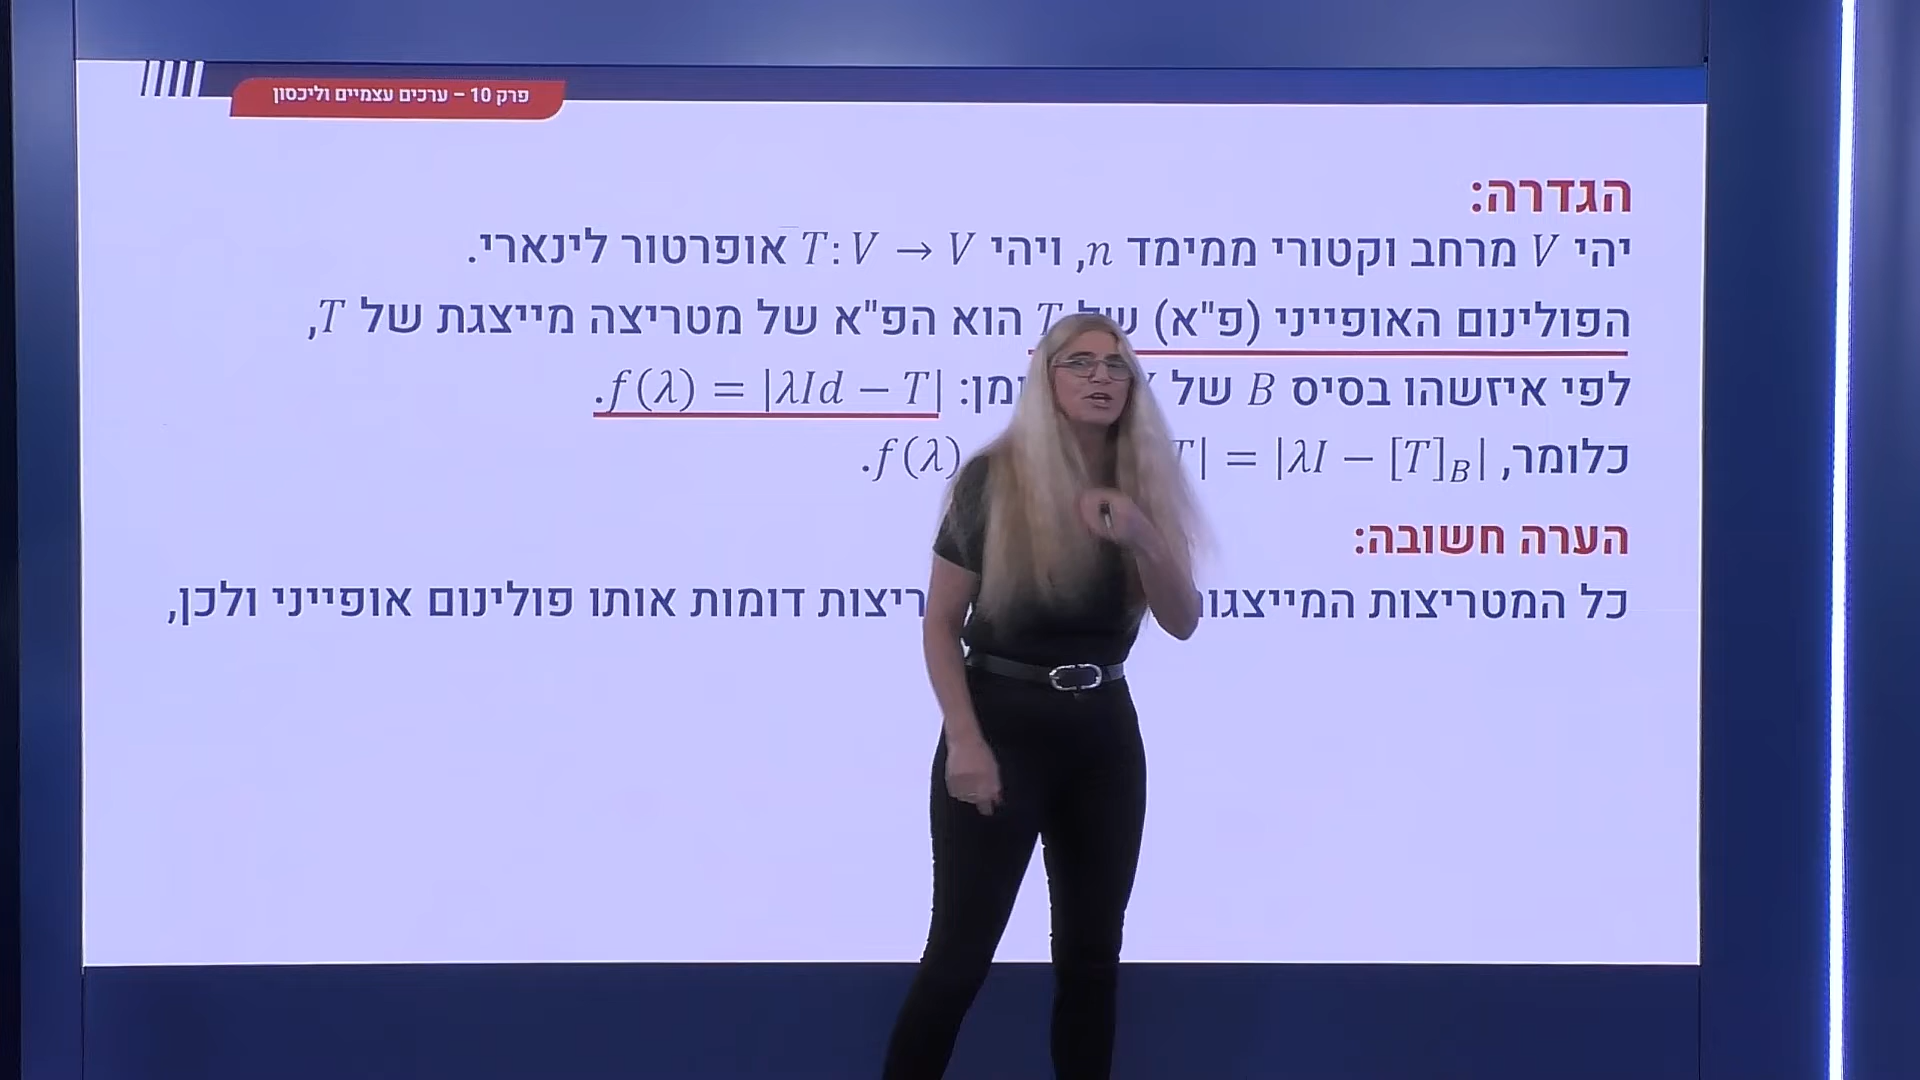 פרק 10 – ערכים עצמיים וליכסון
הגדרה:
יהי V מרחב וקטורי ממימד n, ויהי T: V → V אופרטור לינארי.
הפולינום האופייני (פ"א) של T הוא הפ"א של מטריצה מייצגת של T,
לפי איזשהו בסיס B של f(λ) = |λId − T|.
כלומר, f(λ) T| = |λI − [T]_B|.
הערה חשובה:
כל המטריצות דומות אותו פולינום אופייני ולכן,